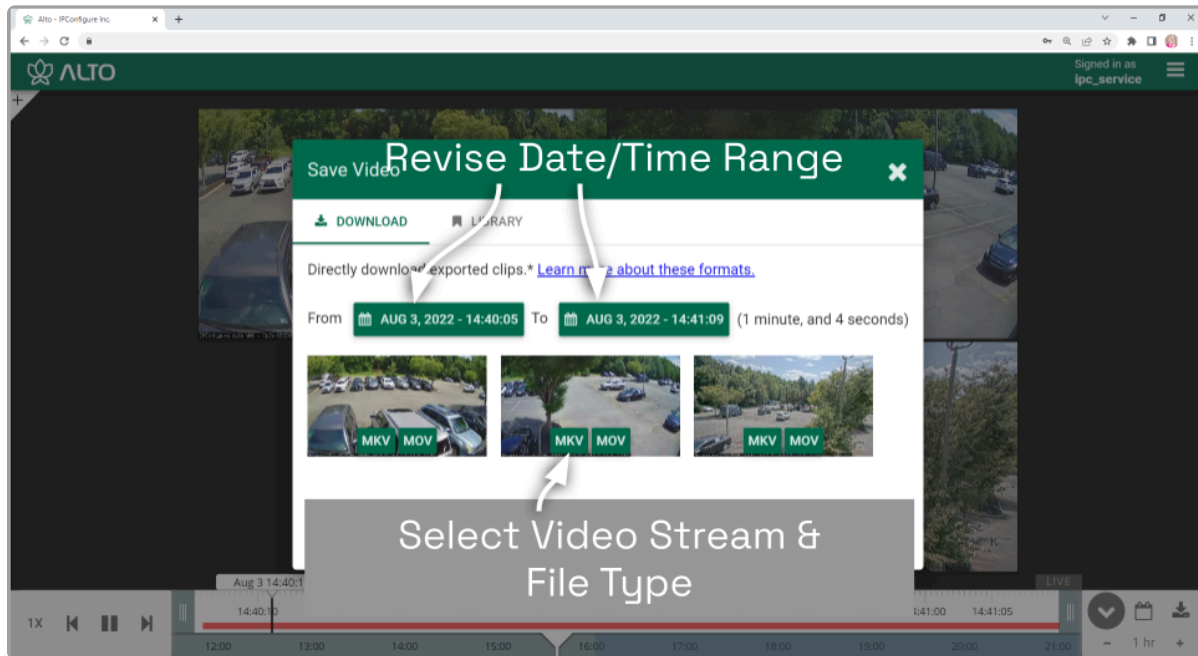 Alto - IPConfigure Inc.
ALTO
Signed in as
ipc_service
Save Video
Revise Date/Time Range
DOWNLOAD
LIBRARY
Directly download exported clips.* Learn more about these formats.
From AUG 3, 2022 - 14:40:05 To AUG 3, 2022 - 14:41:09 (1 minute, and 4 seconds)
MKV MOV
MKV MOV
MKV MOV
Select Video Stream &
File Type
Aug 3 14:40:1
LIVE
1X
14:40:10
14:41:05
1 hr
12:00 13:00 14:00 15:00 16:00 17:00 18:00 19:00 20:00 21:00